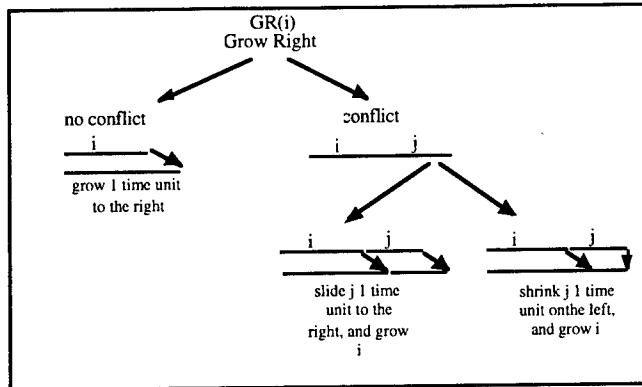 GR(i)
Grow Right
no conflict
conflict
i
i j
grow 1 time unit
to the right
i j
i j
slide j 1 time
unit to the
right, and grow
i
shrink j 1 time
unit onthe left,
and grow i